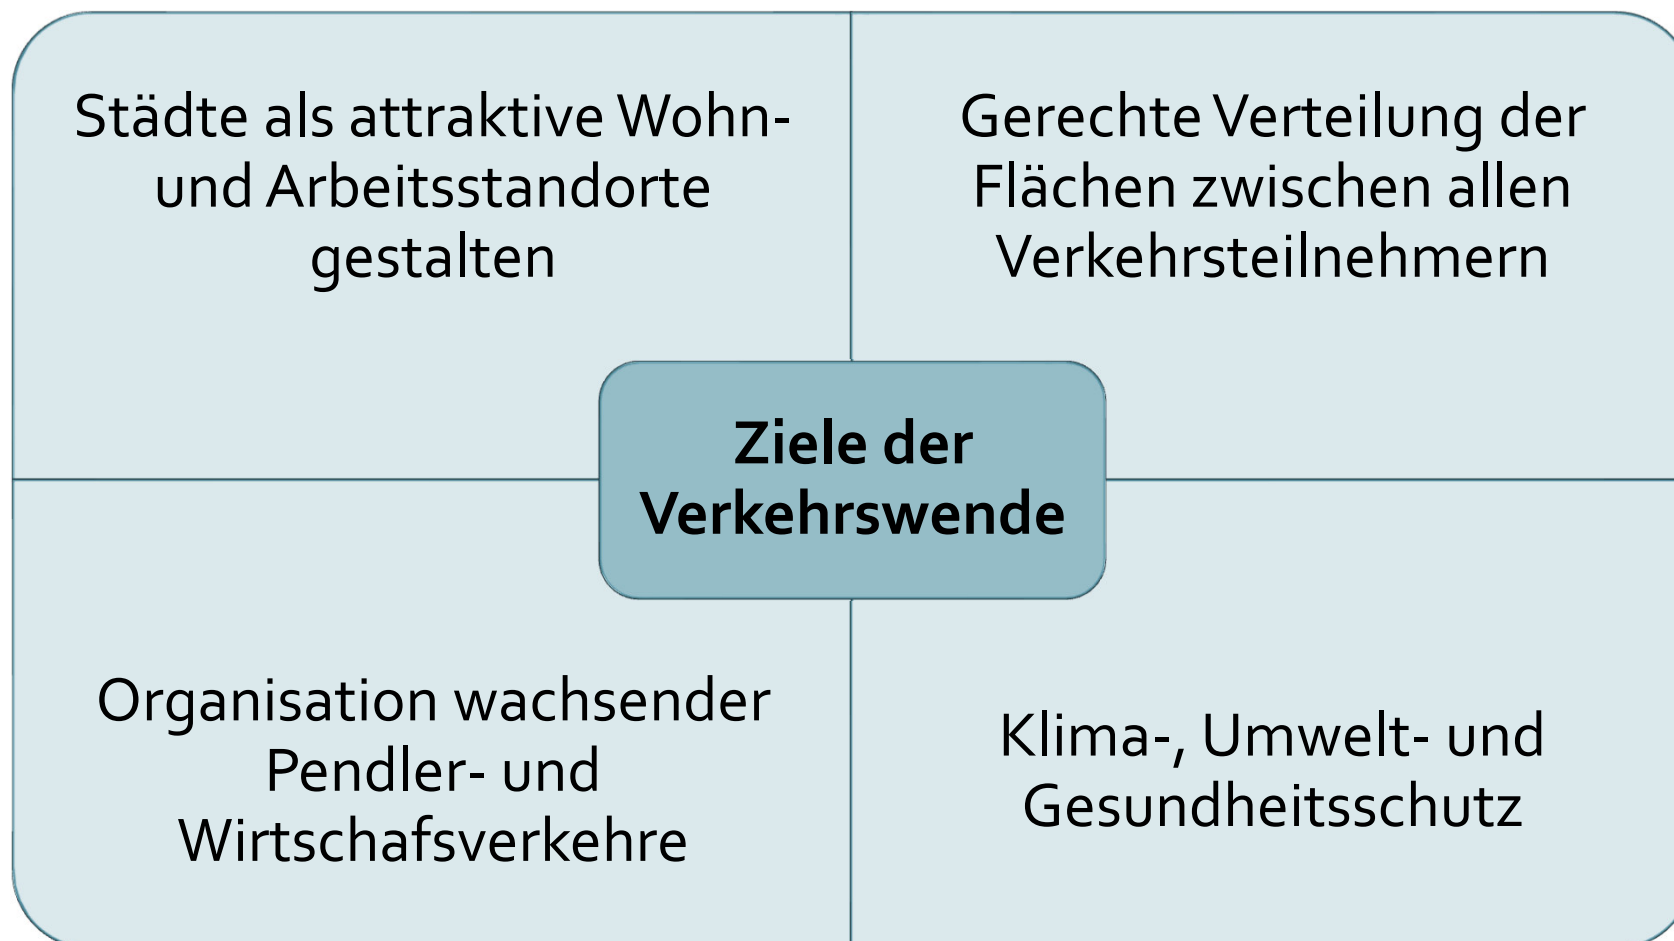 Städte als attraktive Wohn-
und Arbeitsstandorte
gestalten
Gerechte Verteilung der
Flächen zwischen allen
Verkehrsteilnehmern
Ziele der
Verkehrswende
Organisation wachsender
Pendler- und
Wirtschafsverkehre
Klima-, Umwelt- und
Gesundheitsschutz